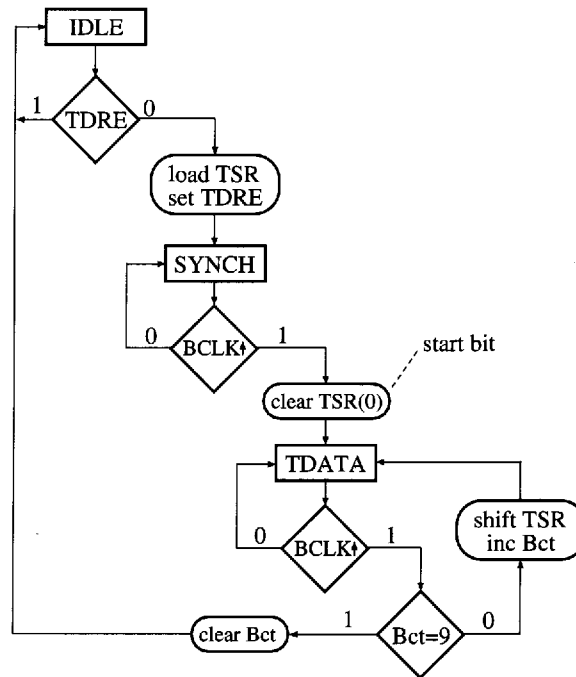 IDLE
1
TDRE
0
load TSR
set TDRE
SYNCH
0
BCLK↑
1
start bit
clear TSR(0)
TDATA
0
BCLK↑
1
shift TSR
inc Bct
clear Bct
1
Bct=9
0